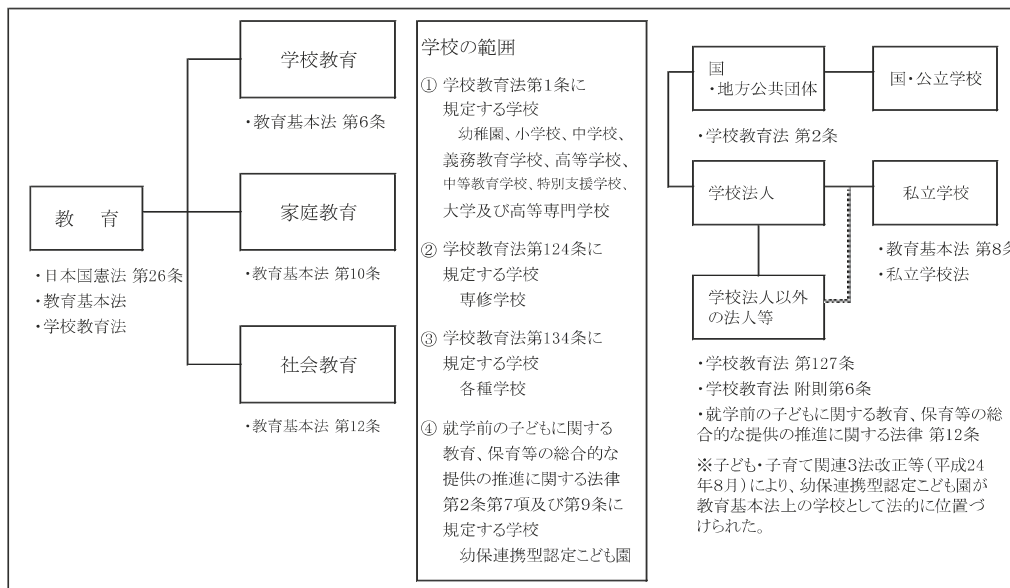 教　育
・日本国憲法 第26条
・教育基本法
・学校教育法
学校教育
・教育基本法 第6条
家庭教育
・教育基本法 第10条
社会教育
・教育基本法 第12条
学校の範囲
① 学校教育法第1条に
規定する学校
幼稚園、小学校、中学校、
義務教育学校、高等学校、
中等教育学校、特別支援学校、
大学及び高等専門学校
② 学校教育法第124条に
規定する学校
専修学校
③ 学校教育法第134条に
規定する学校
各種学校
④ 就学前の子どもに関する
教育、保育等の総合的な
提供の推進に関する法律
第2条第7項及び第9条に
規定する学校
幼保連携型認定こども園
国
・地方公共団体
国・公立学校
・学校教育法 第2条
学校法人
私立学校
・教育基本法 第8条
・私立学校法
学校法人以外
の法人等
・学校教育法 第127条
・学校教育法 附則第6条
・就学前の子どもに関する教育、保育等の総
合的な提供の推進に関する法律 第12条
※子ども・子育て関連3法改正等(平成24
年8月)により、幼保連携型認定こども園が
教育基本法上の学校として法的に位置づ
けられた。